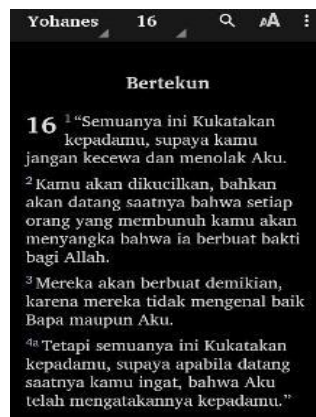 Yohanes 16 AA
Bertekun
16 1 “Semuanya ini Kukatakan
kepadamu, supaya kamu
jangan kecewa dan menolak Aku.
2 Kamu akan dikucilkan, bahkan
akan datang saatnya bahwa setiap
orang yang membunuh kamu akan
menyangka bahwa ia berbuat bakti
bagi Allah.
3 Mereka akan berbuat demikian,
karena mereka tidak mengenal baik
Bapa maupun Aku.
4a Tetapi semuanya ini Kukatakan
kepadamu, supaya apabila datang
saatnya kamu ingat, bahwa Aku
telah mengatakannya kepadamu.”